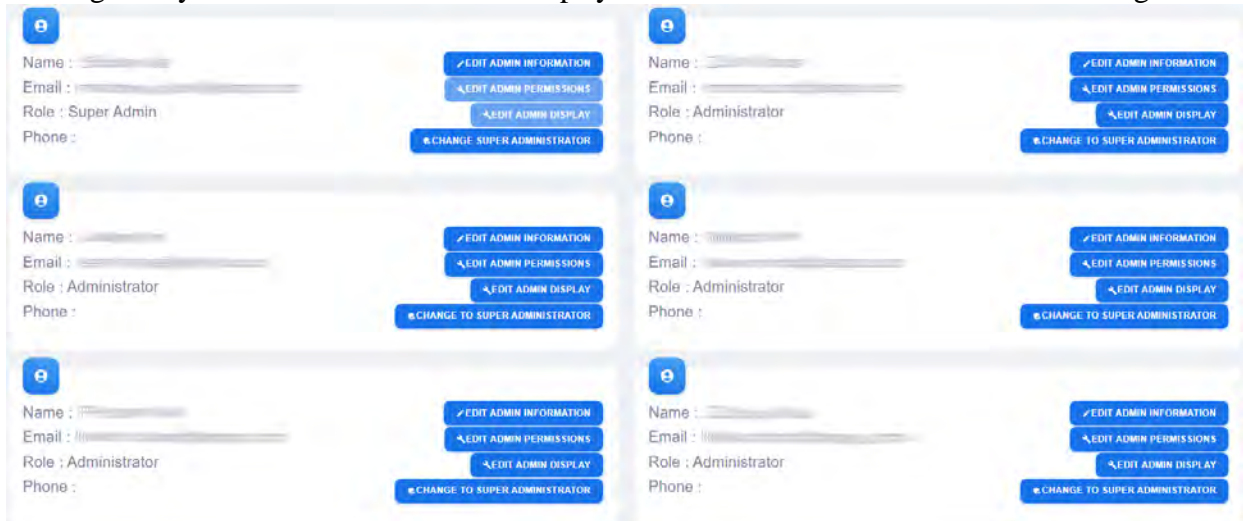 Name :
EDIT ADMIN INFORMATION
Email :
EDIT ADMIN PERMISSIONS
Role : Super Admin
EDIT ADMIN DISPLAY
Phone :
CHANGE SUPER ADMINISTRATOR
Name :
EDIT ADMIN INFORMATION
Email :
EDIT ADMIN PERMISSIONS
Role : Administrator
EDIT ADMIN DISPLAY
Phone :
CHANGE TO SUPER ADMINISTRATOR
Name :
EDIT ADMIN INFORMATION
Email :
EDIT ADMIN PERMISSIONS
Role : Administrator
EDIT ADMIN DISPLAY
Phone :
CHANGE TO SUPER ADMINISTRATOR
Name :
EDIT ADMIN INFORMATION
Email :
EDIT ADMIN PERMISSIONS
Role : Administrator
EDIT ADMIN DISPLAY
Phone :
CHANGE TO SUPER ADMINISTRATOR
Name :
EDIT ADMIN INFORMATION
Email :
EDIT ADMIN PERMISSIONS
Role : Administrator
EDIT ADMIN DISPLAY
Phone :
CHANGE TO SUPER ADMINISTRATOR
Name :
EDIT ADMIN INFORMATION
Email :
EDIT ADMIN PERMISSIONS
Role : Administrator
EDIT ADMIN DISPLAY
Phone :
CHANGE TO SUPER ADMINISTRATOR